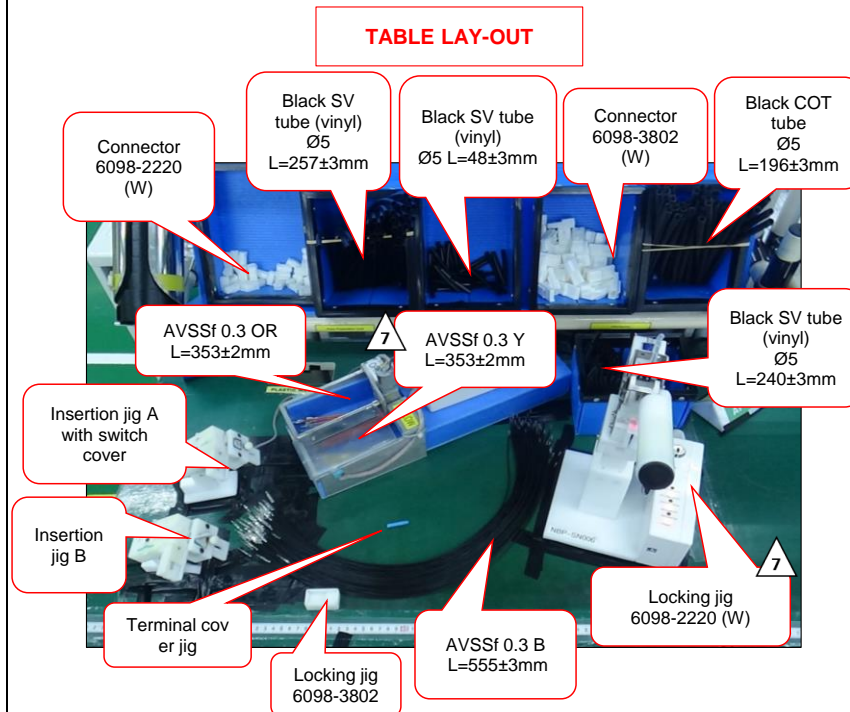 TABLE LAY-OUT
Connector
6098-2220
(W)
Black SV
tube (vinyl)
Ø5
L=257±3mm
Black SV tube
(vinyl)
Ø5 L=48±3mm
Connector
6098-3802
(W)
Black COT
tube
Ø5
L=196±3mm
AVSSf 0.3 OR
L=353±2mm
7
AVSSf 0.3 Y
L=353±2mm
Black SV tube
(vinyl)
Ø5
L=240±3mm
Insertion jig A
with switch
cover
Insertion
jig B
NBP-SN006
7
Terminal cov
er jig
Locking jig
6098-3802
AVSSf 0.3 B
L=555±3mm
Locking jig
6098-2220 (W)